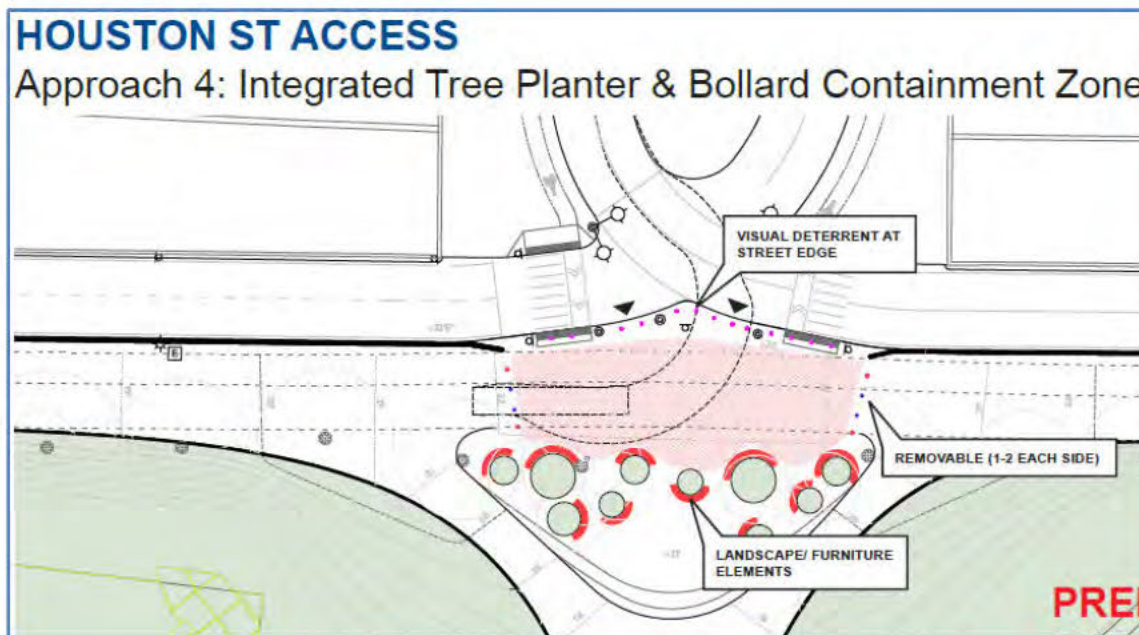 HOUSTON ST ACCESS
Approach 4: Integrated Tree Planter & Bollard Containment Zone
VISUAL DETERRENT AT
STREET EDGE
REMOVABLE (1-2 EACH SIDE)
LANDSCAPE/ FURNITURE
ELEMENTS